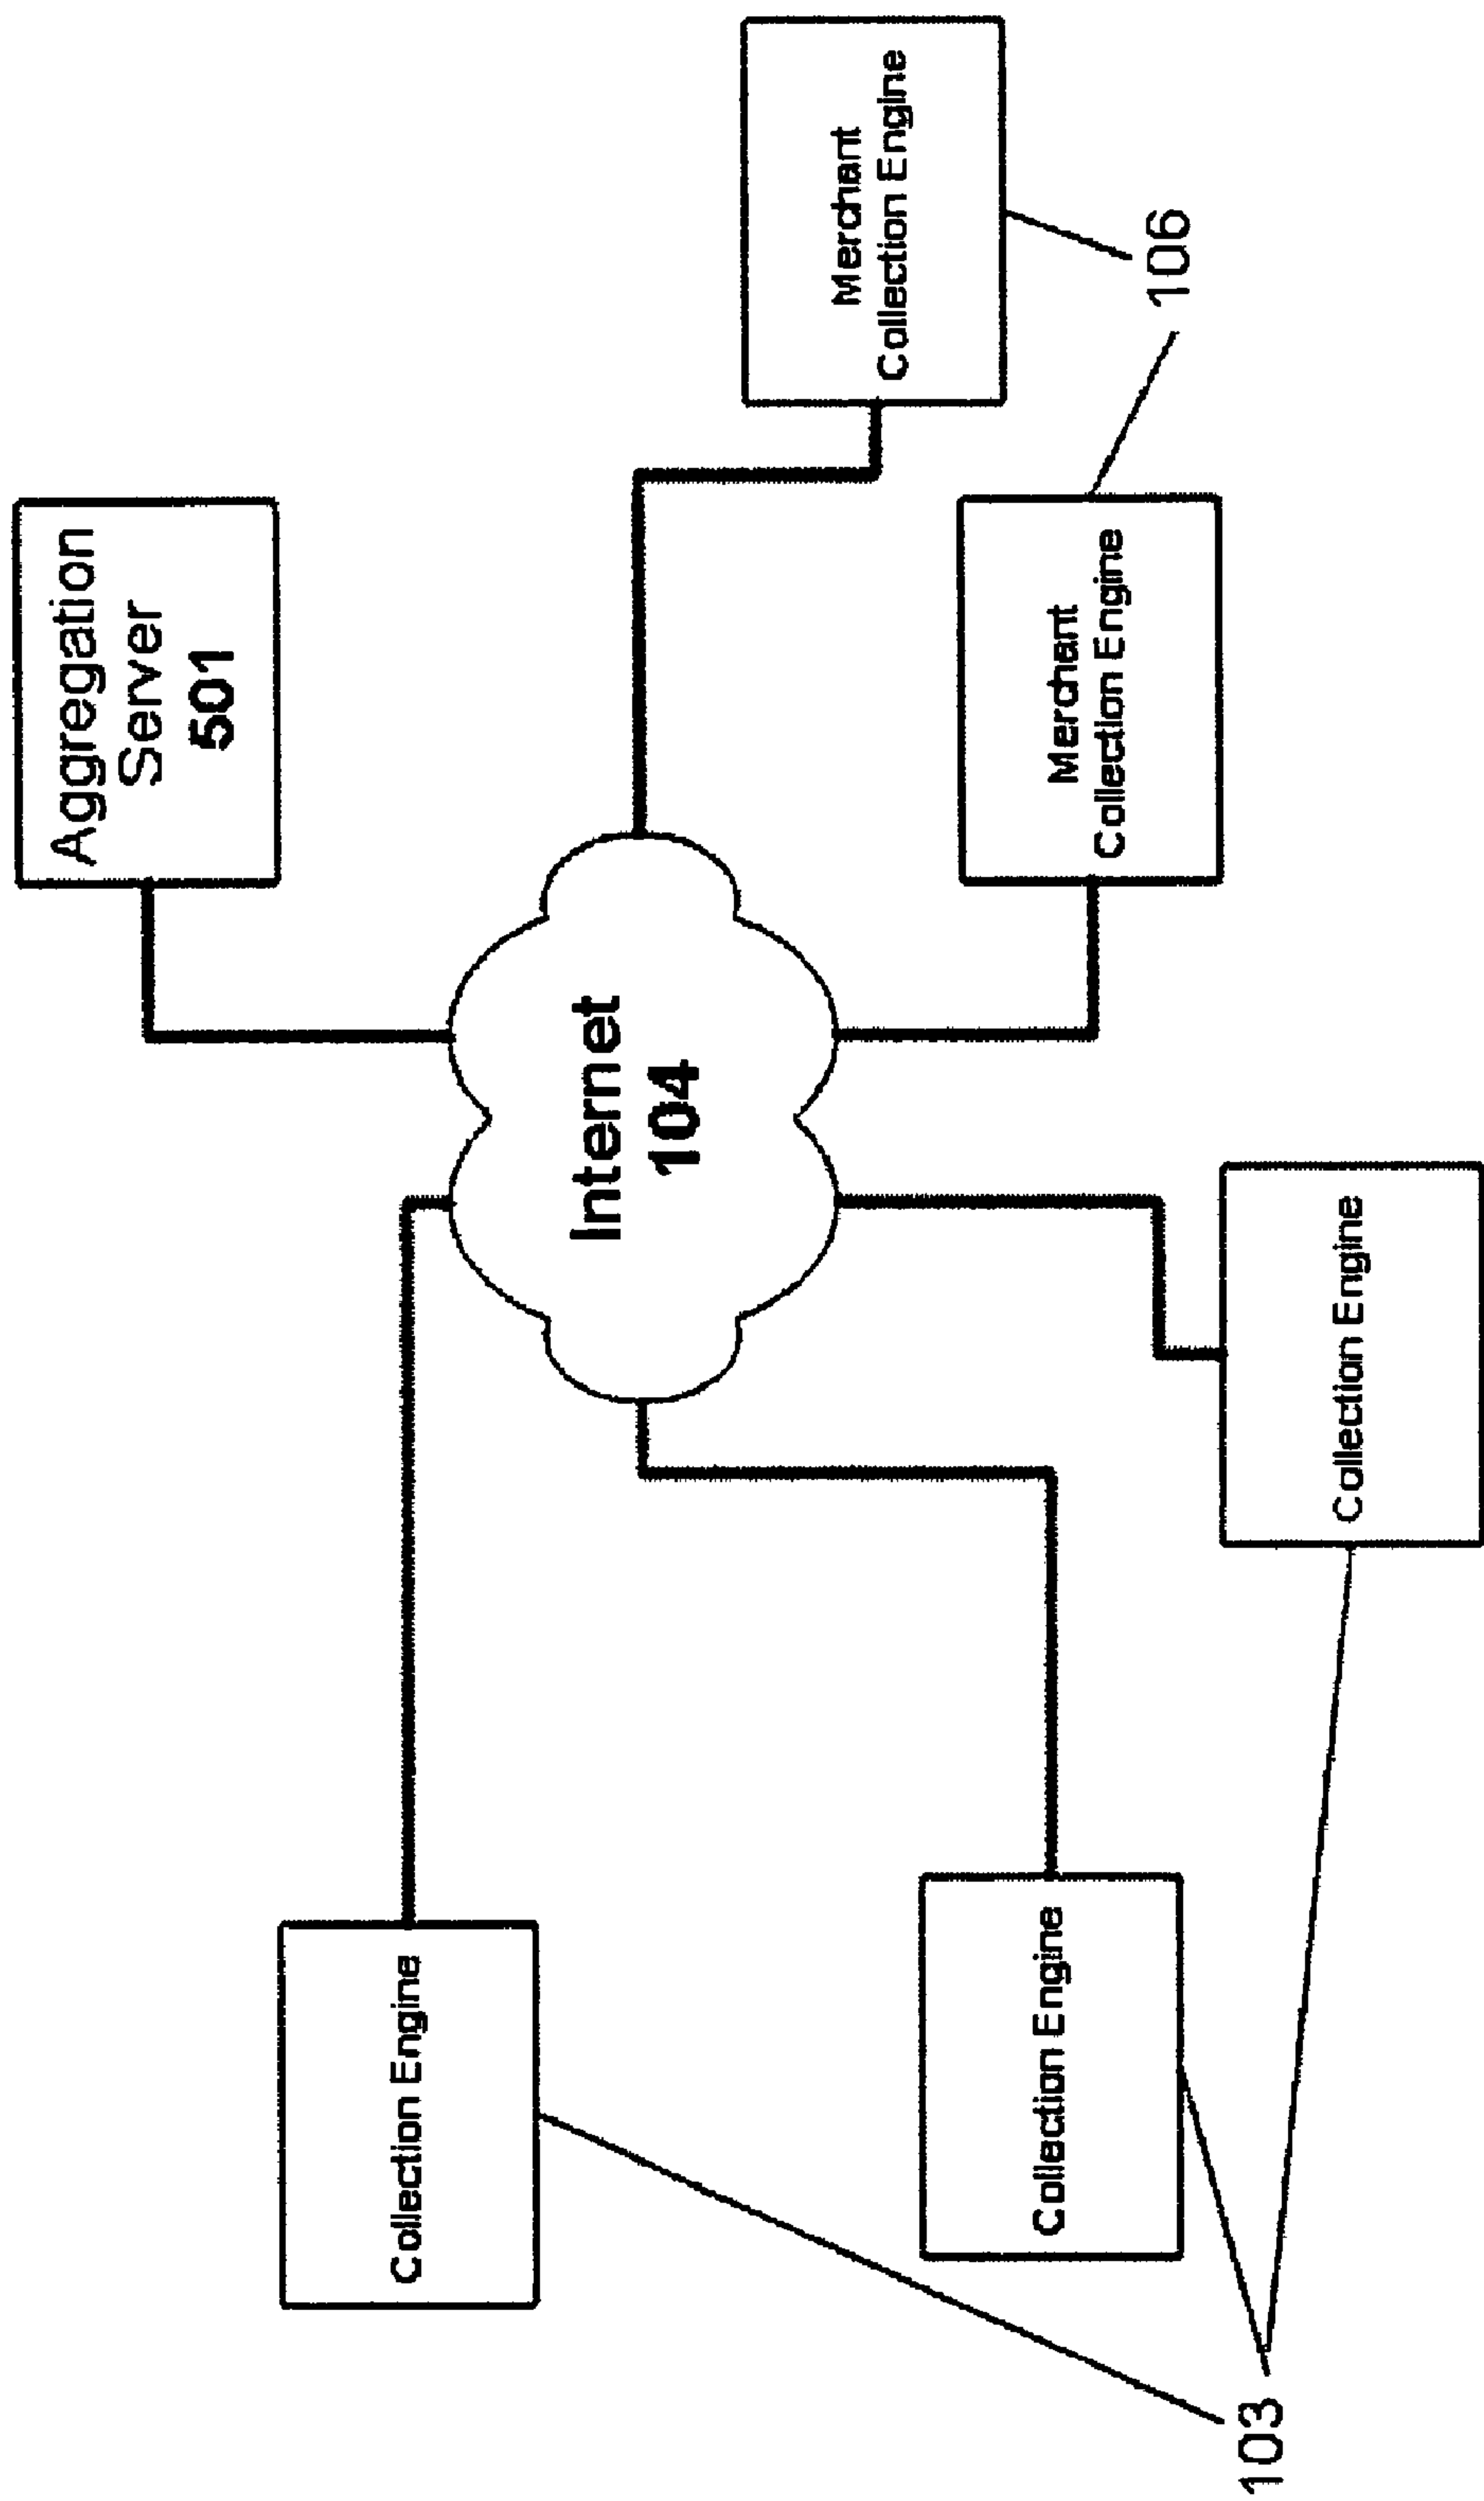 Aggregation
Server
501
Collection Engine
Internet
104
Merchant
Collection Engine
Collection Engine
Merchant
Collection Engine
106
103
Collection Engine